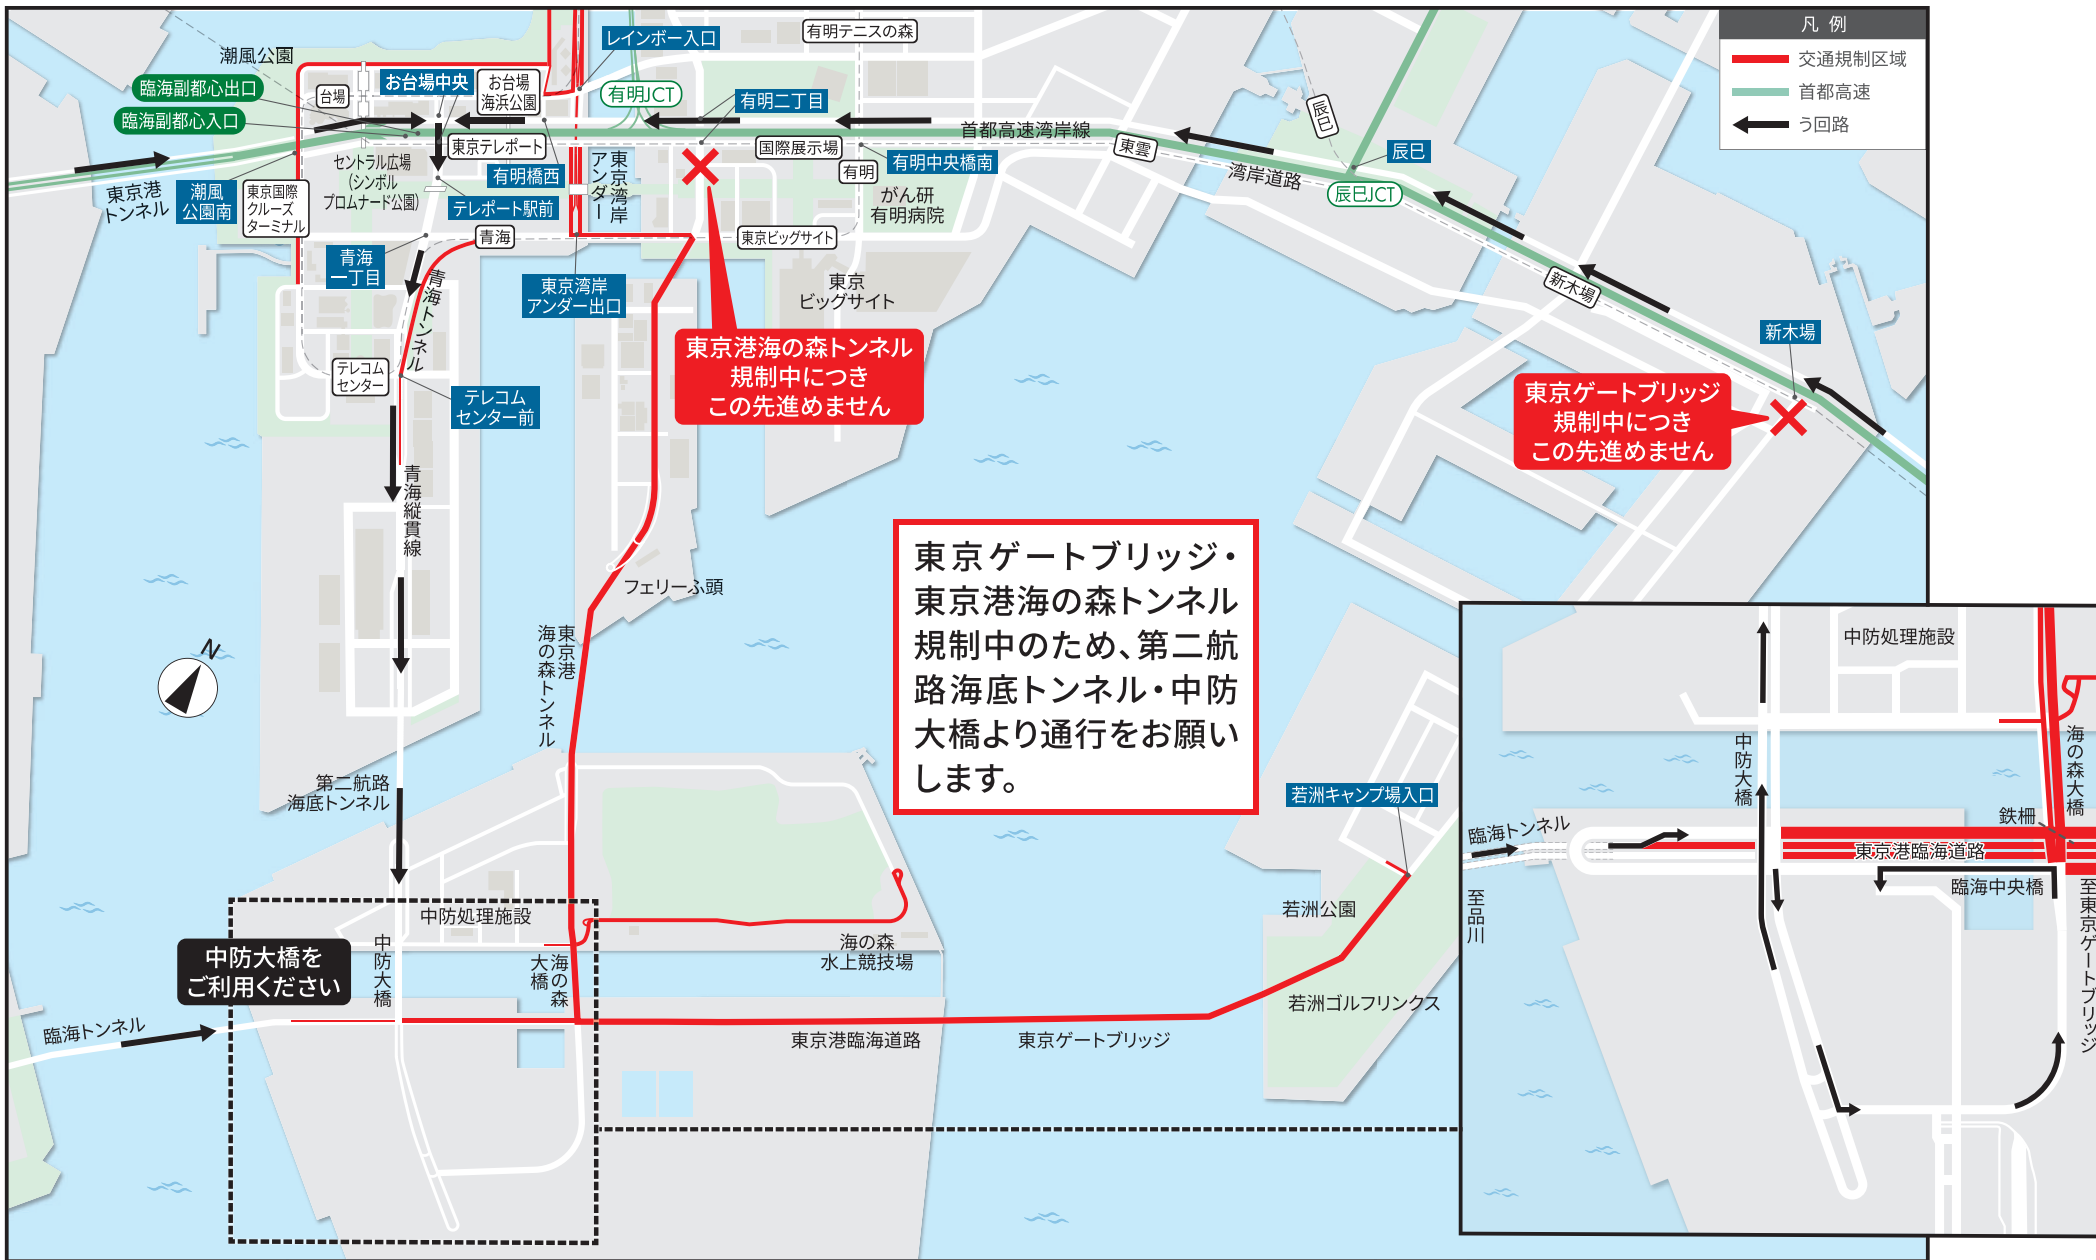 凡例
交通規制区域
首都高速
う回路
潮風公園
臨海副都心出口
臨海副都心入口
台場
お台場中央
お台場
海浜公園
レインボー入口
有明JCT
有明テニスの森
有明二丁目
首都高速湾岸線
東京テレポート
国際展示場
有明
有明中央橋南
がん研
有明病院
東雲
辰巳
辰巳
辰巳JCT
湾岸道路
東京港
トンネル
潮風
公園南
東京国際
クルーズ
ターミナル
セントラル広場
(シンボル
プロムナード公園)
有明橋西
テレポート駅前
東京湾岸
アンダー
青海
青海
一丁目
青海トンネル
東京湾岸
アンダー出口
東京ビッグサイト
東京
ビッグサイト
新木場
新木場
東京港海の森トンネル
規制中につき
この先進めません
東京ゲートブリッジ
規制中につき
この先進めません
テレコム
センター
テレコム
センター前
青海縦貫線
フェリーふ頭
東京港
海の森トンネル
東京ゲートブリッジ・
東京港海の森トンネル
規制中のため、第二航
路海底トンネル・中防
大橋より通行をお願い
します。
N
第二航路
海底トンネル
中防処理施設
中防大橋
海の森
大橋
中防大橋を
ご利用ください
臨海トンネル
海の森
水上競技場
東京港臨海道路
東京ゲートブリッジ
若洲キャンプ場入口
若洲公園
若洲ゴルフリンクス
中防処理施設
中防大橋
海の森大橋
鉄柵
臨海トンネル
東京港臨海道路
臨海中央橋
至品川
至東京ゲートブリッジ